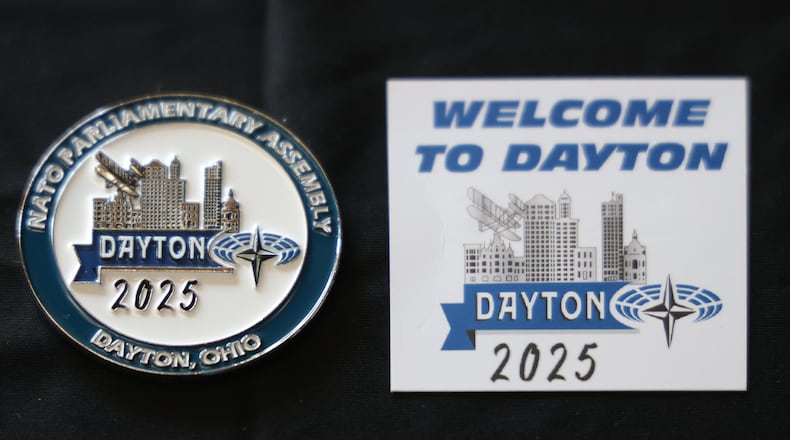 NATO PARLIAMENTARY ASSEMBLY
DAYTON
2025
DAYTON, OHIO
WELCOME
TO DAYTON
DAYTON
2025